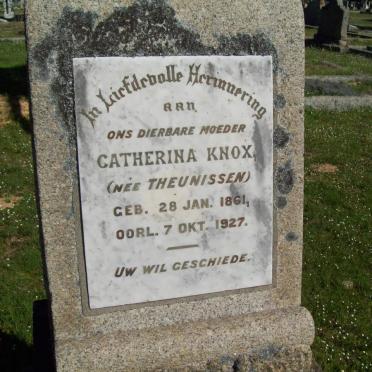 In Liefdevolle Herinnering
AAN
ONS DIERBARE MOEDER
CATHERINA KNOX,
(NÉE THEUNISSEN)
GEB. 28 JAN. 1861,
OORL. 7 OKT. 1927.
UW WIL GESCHIEDE.